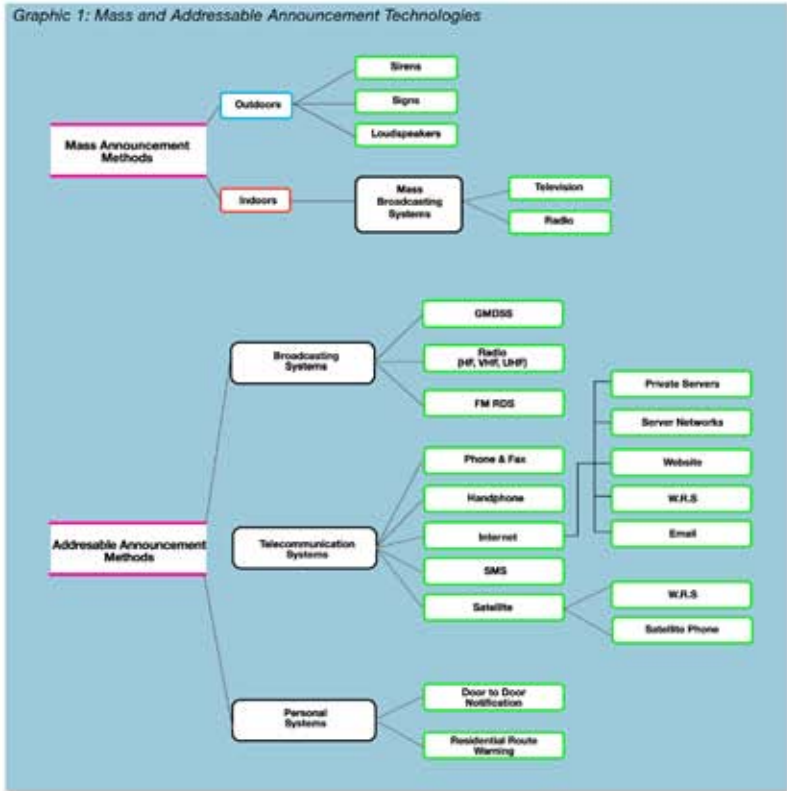 Graphic 1: Mass and Addressable Announcement Technologies
Sirens
Outdoors
Signs
Loudspeakers
Mass Announcement
Methods
Indoors
Mass
Broadcasting
Systems
Television
Radio
GMDSS
Broadcasting
Systems
Radio
(HF, VHF, UHF)
FM RDS
Private Servers
Server Networks
Phone & Fax
Website
Handphone
W.R.S
Addresable Announcement
Methods
Telecommunication
Systems
Internet
Email
SMS
Satellite
W.R.S
Satellite Phone
Personal
Systems
Door to Door
Notification
Residential Route
Warning